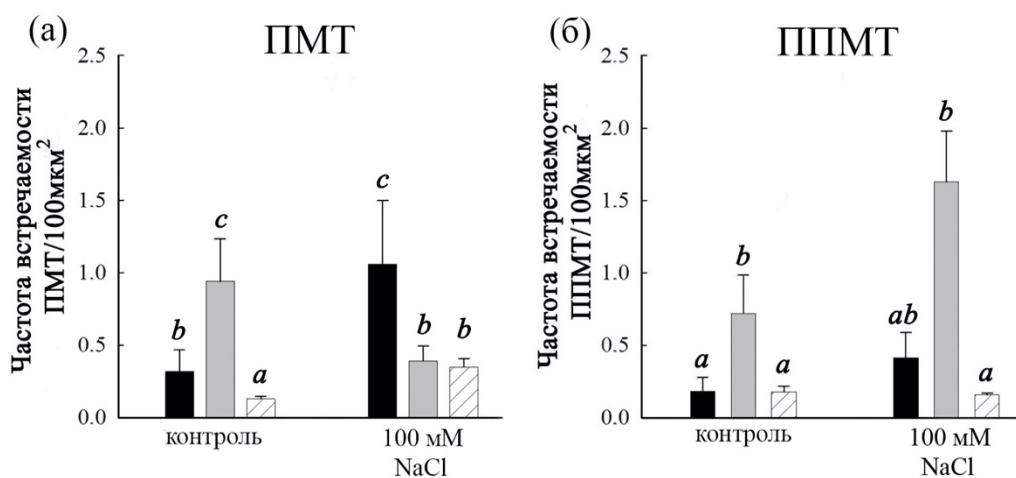 (а)
ПМТ
Частота встречаемости
ПМТ/100мкм²
2.5
2.0
1.5
1.0
0.5
0.0
b
c
a
c
b
b
контроль
100 мМ
NaCl
(б)
ППМТ
Частота встречаемости
ППМТ/100мкм²
2.5
2.0
1.5
1.0
0.5
0.0
a
b
a
ab
b
a
контроль
100 мМ
NaCl